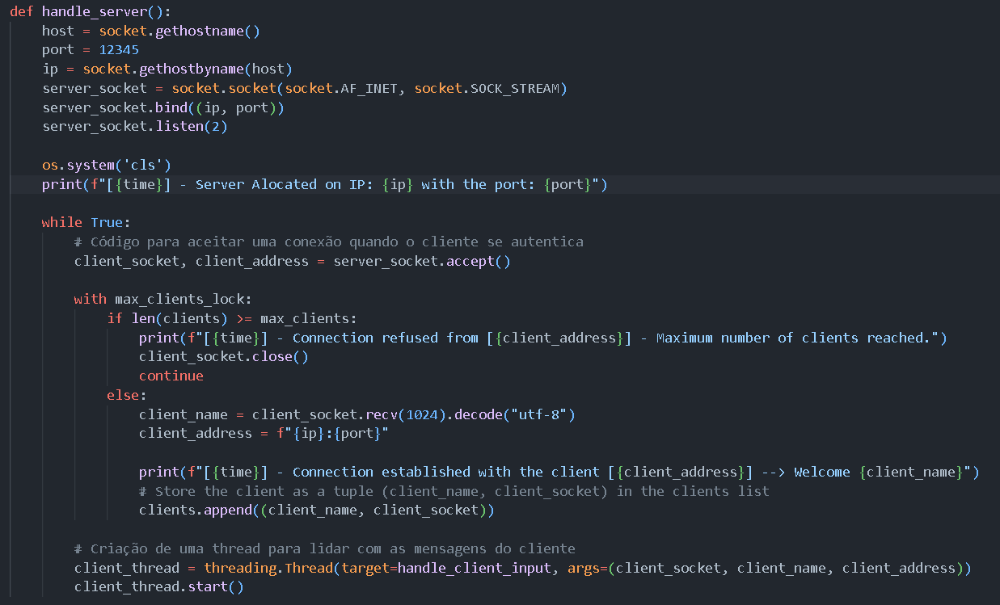 def handle_server():
    host = socket.gethostname()
    port = 12345
    ip = socket.gethostbyname(host)
    server_socket = socket.socket(socket.AF_INET, socket.SOCK_STREAM)
    server_socket.bind((ip, port))
    server_socket.listen(2)

    os.system('cls')
    print(f"[{time}] - Server Alocated on IP: {ip} with the port: {port}")

    while True:
        # Código para aceitar uma conexão quando o cliente se autentica
        client_socket, client_address = server_socket.accept()

        with max_clients_lock:
            if len(clients) >= max_clients:
                print(f"[{time}] - Connection refused from [{client_address}] - Maximum number of clients reached.")
                client_socket.close()
                continue
            else:
                client_name = client_socket.recv(1024).decode("utf-8")
                client_address = f"{ip}:{port}"

                print(f"[{time}] - Connection established with the client [{client_address}] --> Welcome {client_name}")
                # Store the client as a tuple (client_name, client_socket) in the clients list
                clients.append((client_name, client_socket))

        # Criação de uma thread para lidar com as mensagens do cliente
        client_thread = threading.Thread(target=handle_client_input, args=(client_socket, client_name, client_address))
        client_thread.start()